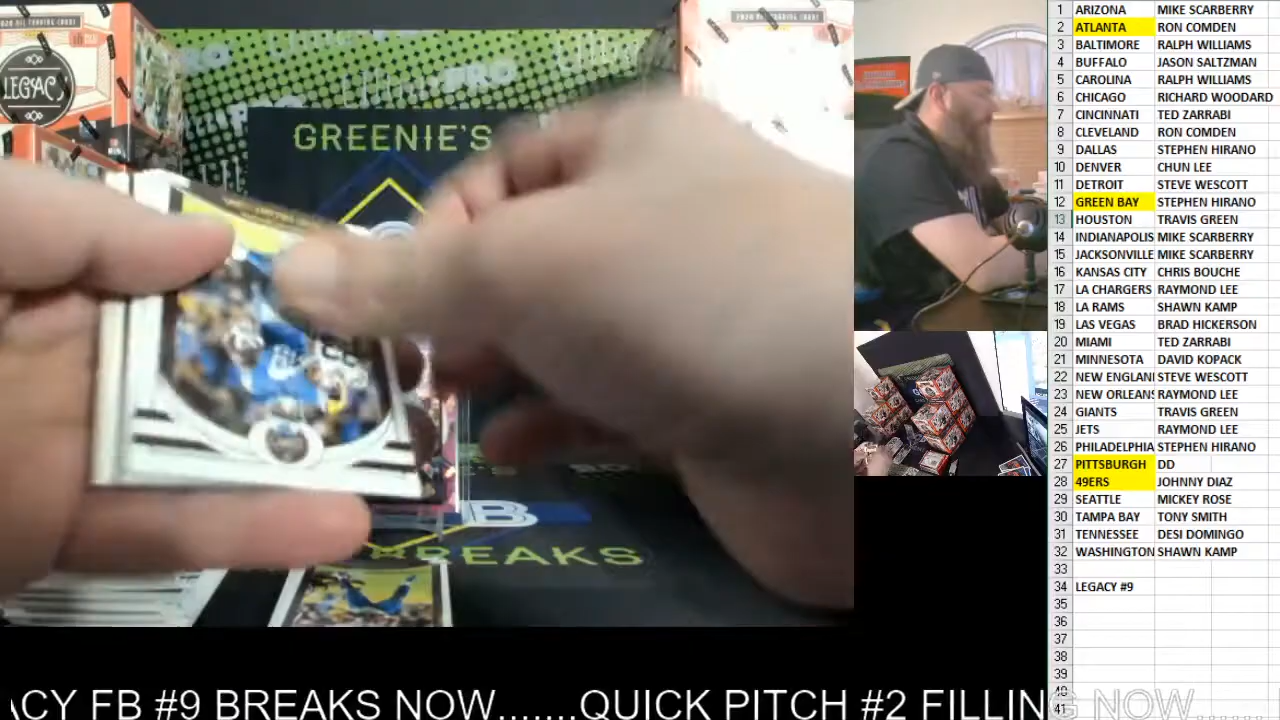 LEGACY
GREENIE'S
B
BREAKS
1 ARIZONA MIKE SCARBERRY
2 ATLANTA RON COMDEN
3 BALTIMORE RALPH WILLIAMS
4 BUFFALO JASON SALTZMAN
5 CAROLINA RALPH WILLIAMS
6 CHICAGO RICHARD WOODARD
7 CINCINNATI TED ZARRABI
8 CLEVELAND RON COMDEN
9 DALLAS STEPHEN HIRANO
10 DENVER CHUN LEE
11 DETROIT STEVE WESCOTT
12 GREEN BAY STEPHEN HIRANO
13 HOUSTON TRAVIS GREEN
14 INDIANAPOLIS MIKE SCARBERRY
15 JACKSONVILLE MIKE SCARBERRY
16 KANSAS CITY CHRIS BOUCHE
17 LA CHARGERS RAYMOND LEE
18 LA RAMS SHAWN KAMP
19 LAS VEGAS BRAD HICKERSON
20 MIAMI TED ZARRABI
21 MINNESOTA DAVID KOPACK
22 NEW ENGLAN STEVE WESCOTT
23 NEW ORLEANS RAYMOND LEE
24 GIANTS TRAVIS GREEN
25 JETS RAYMOND LEE
26 PHILADELPHIA STEPHEN HIRANO
27 PITTSBURGH DD
28 49ERS JOHNNY DIAZ
29 SEATTLE MICKEY ROSE
30 TAMPA BAY TONY SMITH
31 TENNESSEE DESI DOMINGO
32 WASHINGTON SHAWN KAMP
33
34 LEGACY #9
35
36
37
38
39
40
41
ACY FB #9 BREAKS NOW.......QUICK PITCH #2 FILLING NOW......